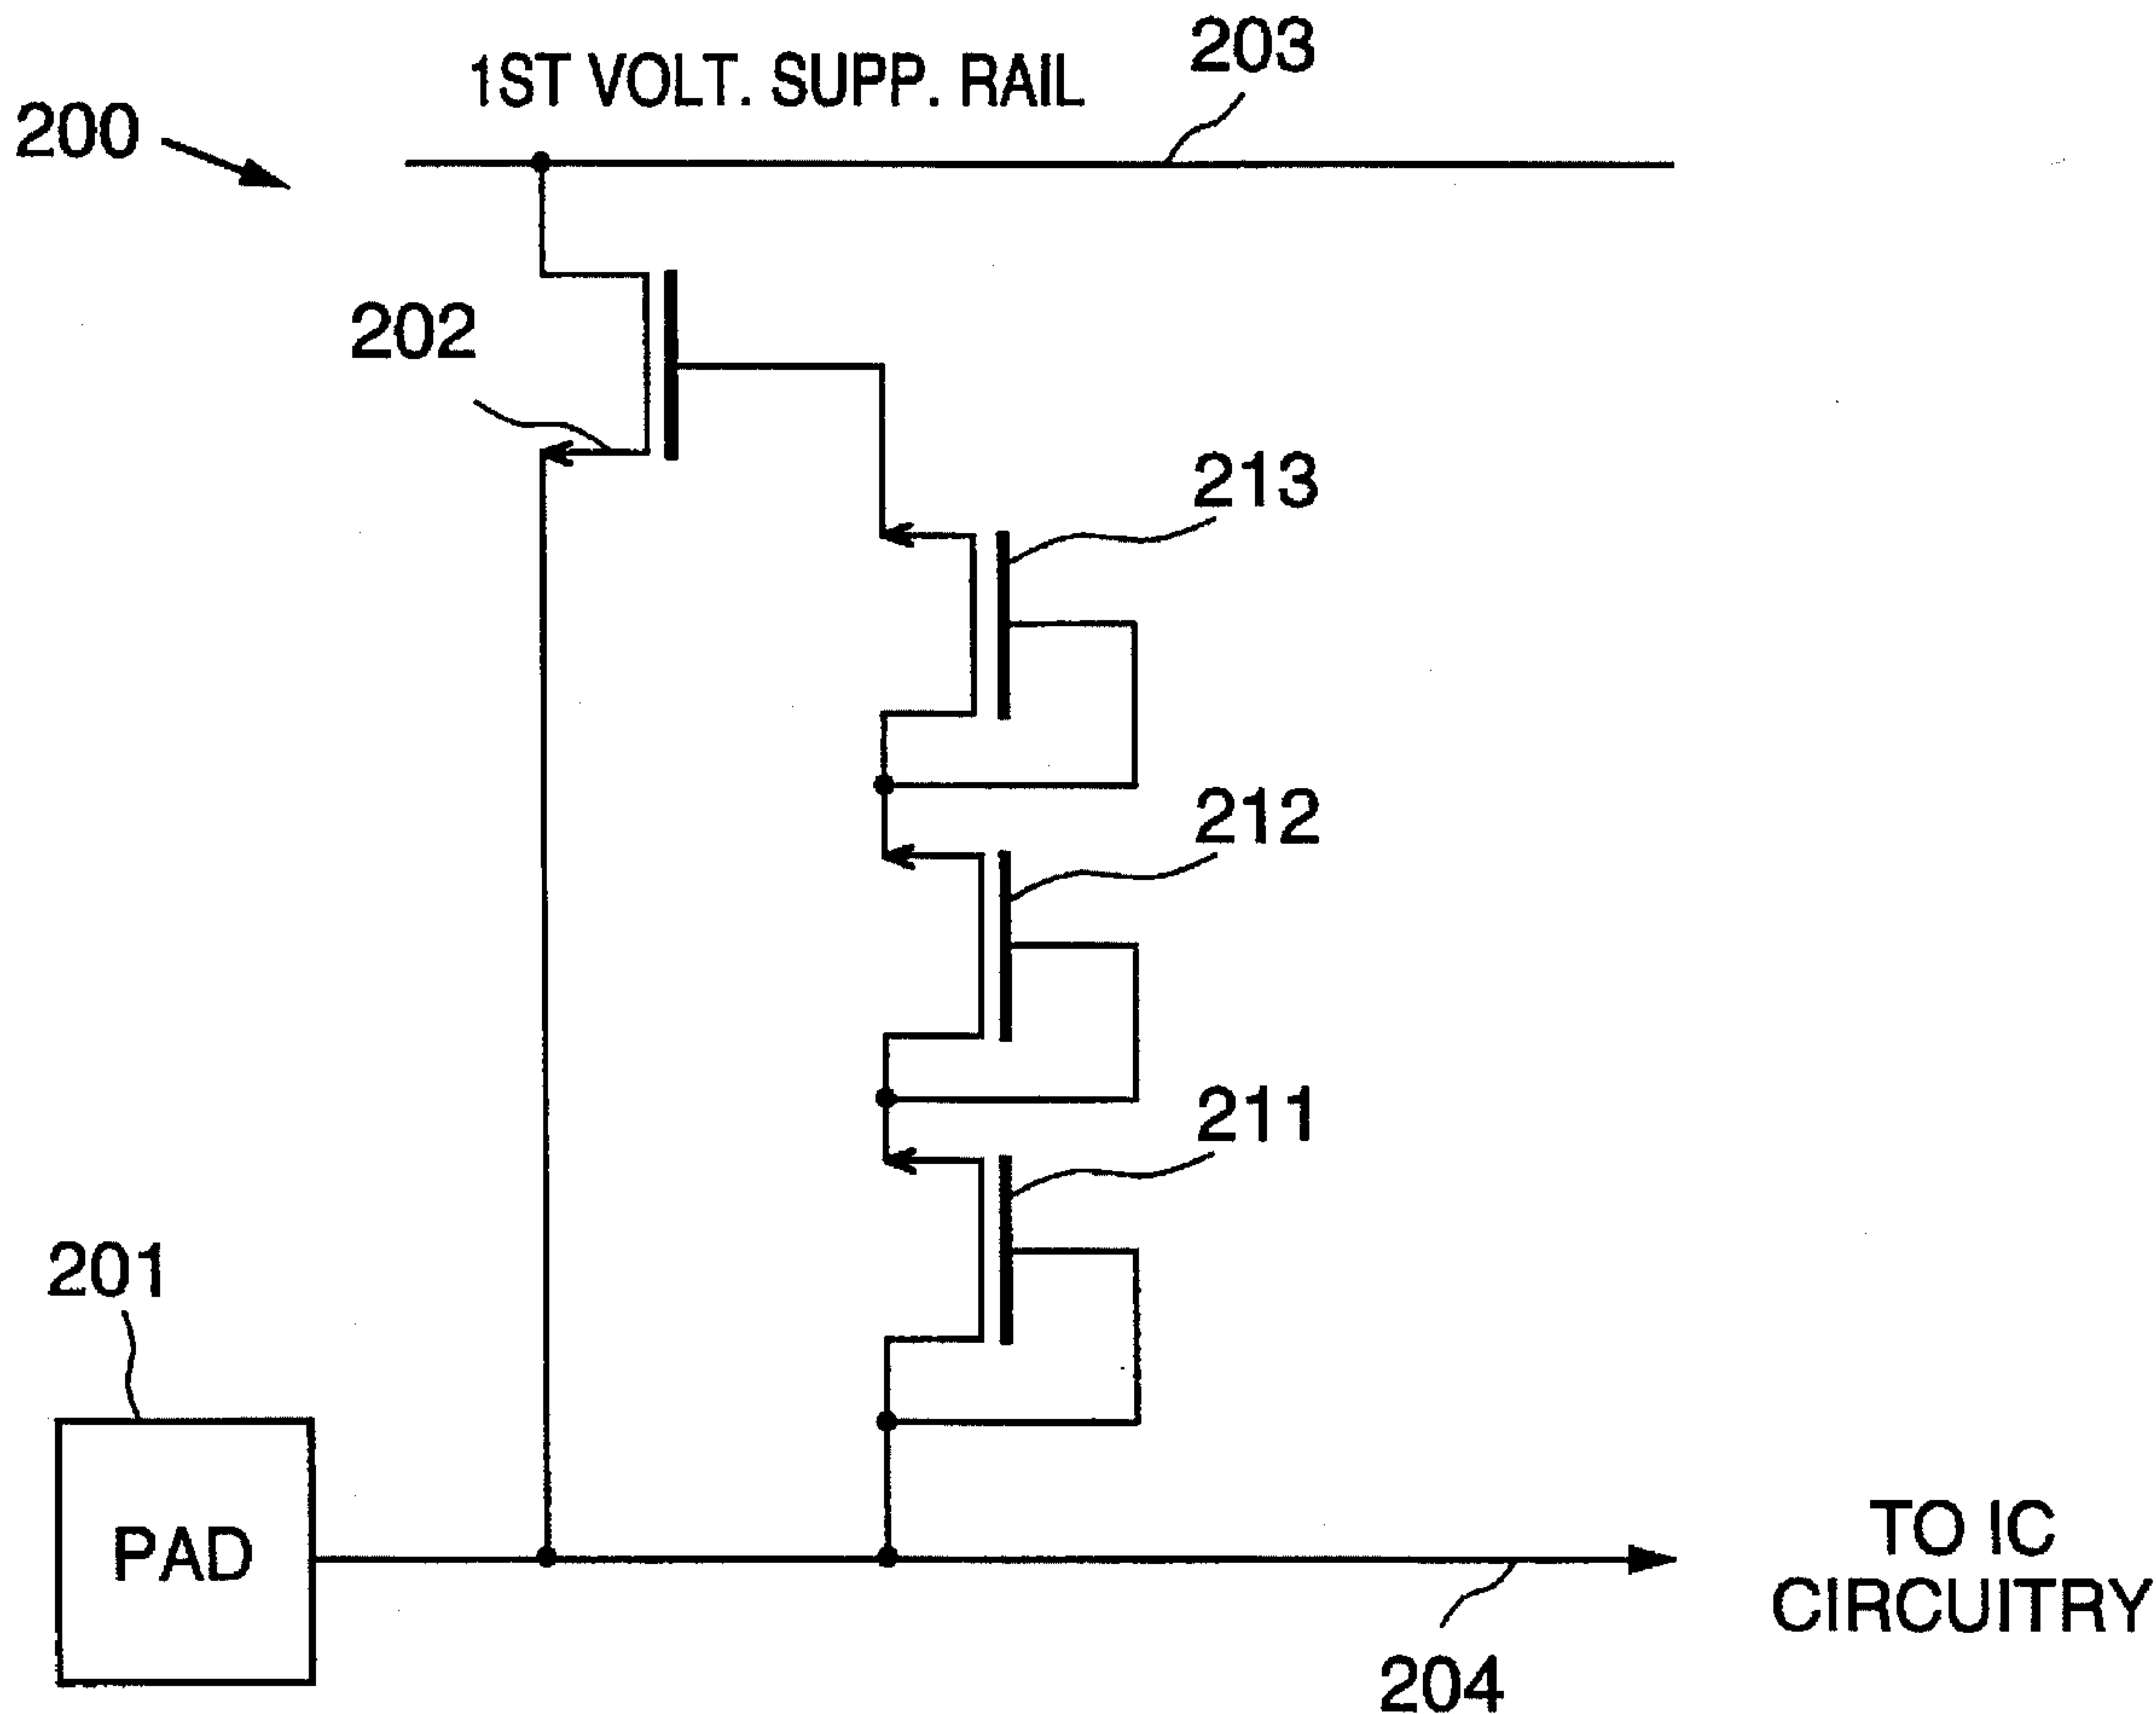 203
1ST VOLT. SUPP. RAIL
200
202
213
212
211
201
PAD
TO IC
CIRCUITRY
204